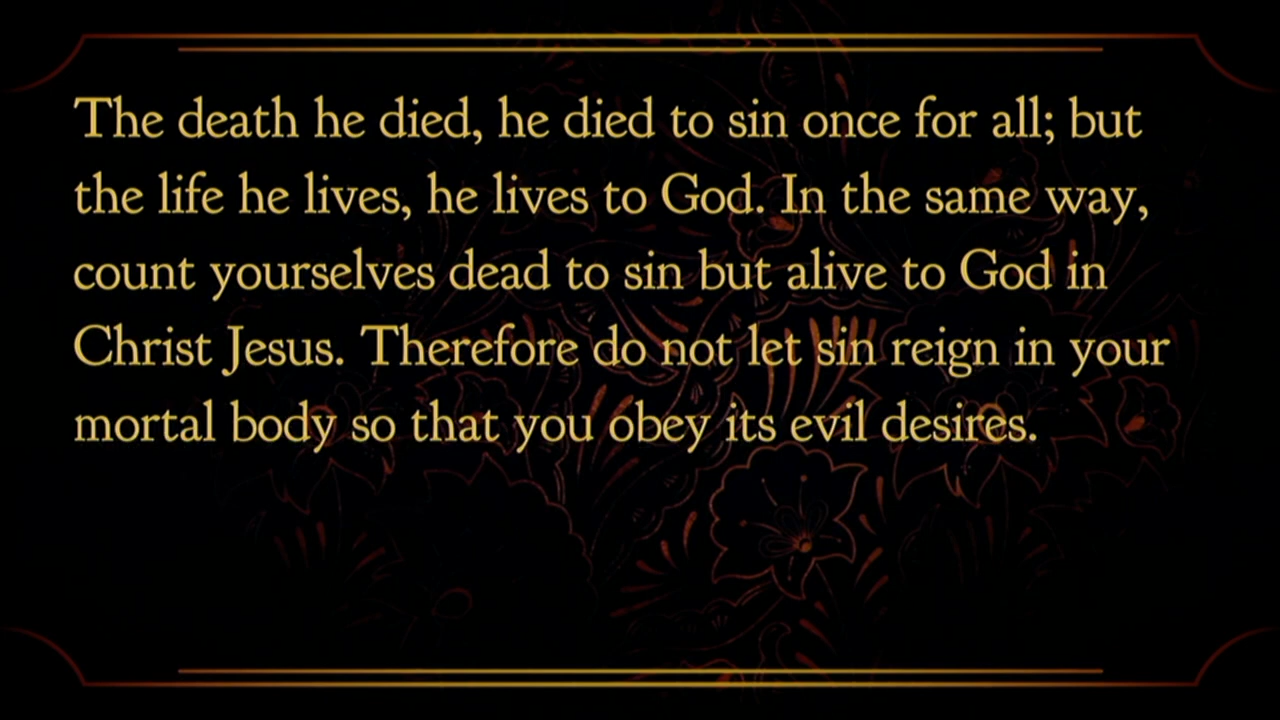 The death he died, he died to sin once for all; but
the life he lives, he lives to God. In the same way,
count yourselves dead to sin but alive to God in
Christ Jesus. Therefore do not let sin reign in your
mortal body so that you obey its evil desires.